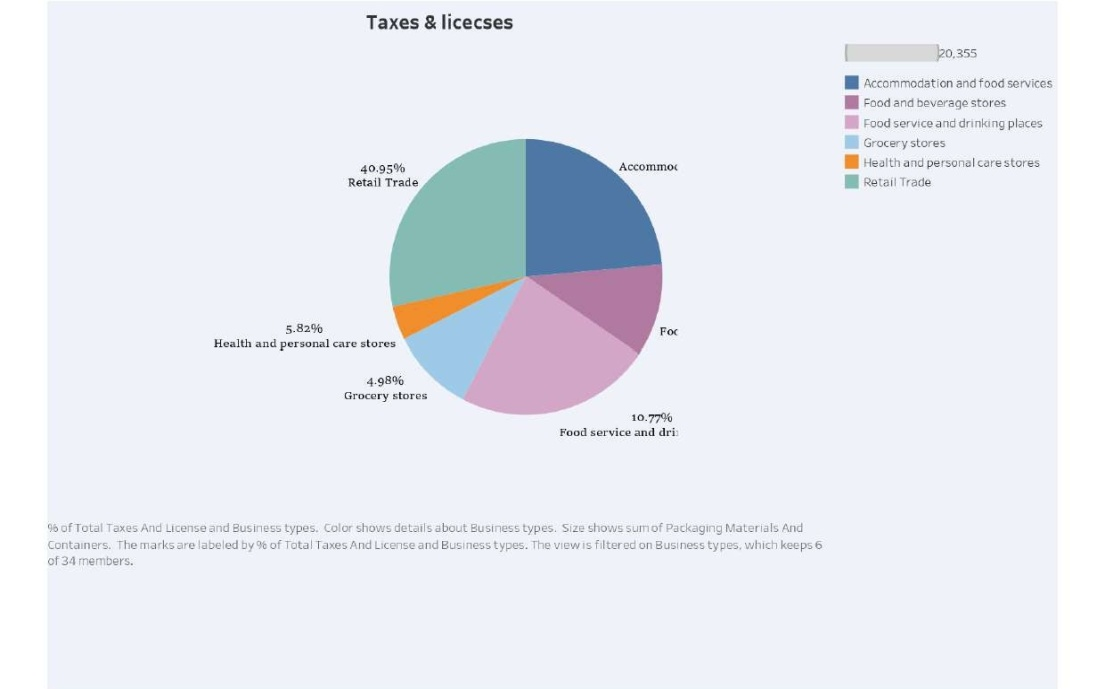 Taxes & licecses
20,355
Accommodation and food services
Food and beverage stores
Food service and drinking places
Grocery stores
Health and personal care stores
Retail Trade
40.95%
Retail Trade
Accommoc
Foc
5.82%
Health and personal care stores
4.98%
Grocery stores
10.77%
Food service and dri
% of Total Taxes And License and Business types. Color shows details about Business types. Size shows sum of Packaging Materials And
Containers. The marks are labeled by % of Total Taxes And License and Business types. The view is filtered on Business types, which keeps 6
of 34 members.